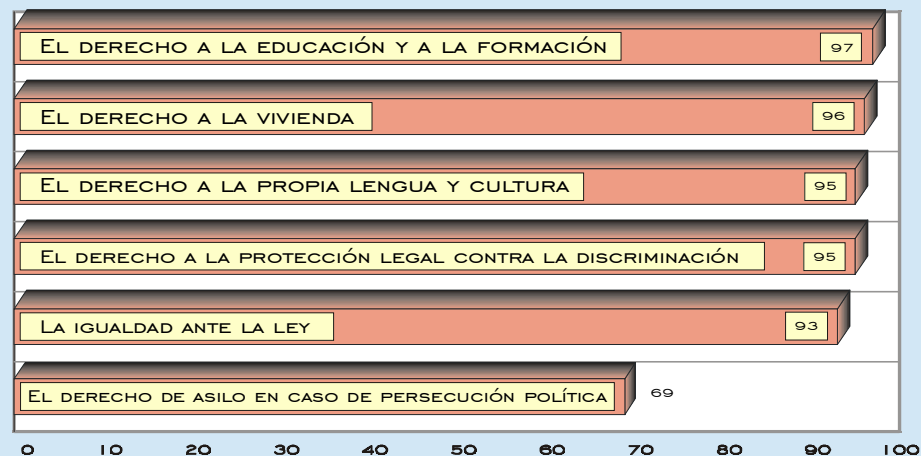 El derecho a la educación y a la formación 97
El derecho a la vivienda 96
El derecho a la propia lengua y cultura 95
El derecho a la protección legal contra la discriminación 95
La igualdad ante la ley 93
El derecho de asilo en caso de persecución política 69
0 10 20 30 40 50 60 70 80 90 100